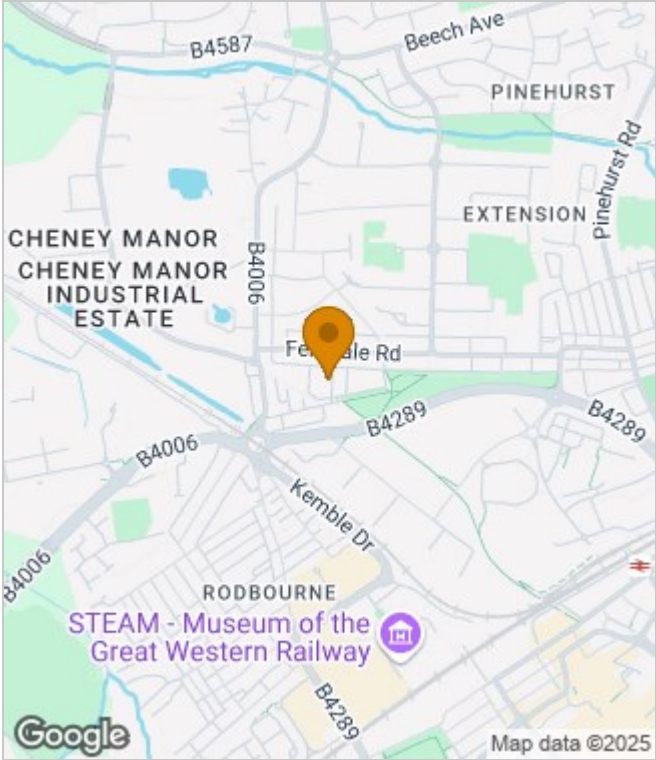 B4587
Beech Ave
PINEHURST
Pinehurst Rd
EXTENSION
CHENEY MANOR
CHENEY MANOR
INDUSTRIAL
ESTATE
B4006
Rd
B4289
B4289
B4006
Kemble Dr
B4006
RODBOURNE
STEAM - Museum of the
Great Western Railway
B4289
Google
Map data ©2025